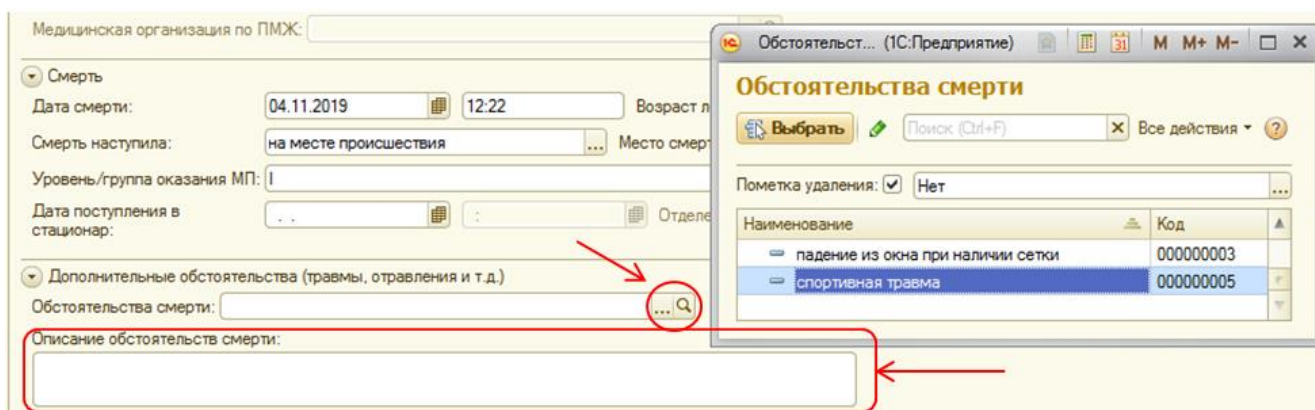 Медицинская организация по ПМЖ:
Смерть
Дата смерти: 04.11.2019 12:22 Возраст л
Смерть наступила: на месте происшествия ... Место смерт
Уровень/группа оказания МП: I
Дата поступления в стационар: . . : Отделе
Дополнительные обстоятельства (травмы, отравления и т.д.)
Обстоятельства смерти: ...
Описание обстоятельств смерти:
1С Обстоятельст... (1С:Предприятие) 31 M M+ M-
Обстоятельства смерти
Выбрать Поиск (Ctrl+F) Все действия ?
Пометка удаления: Нет ...
Наименование Код
падение из окна при наличии сетки 000000003
спортивная травма 000000005